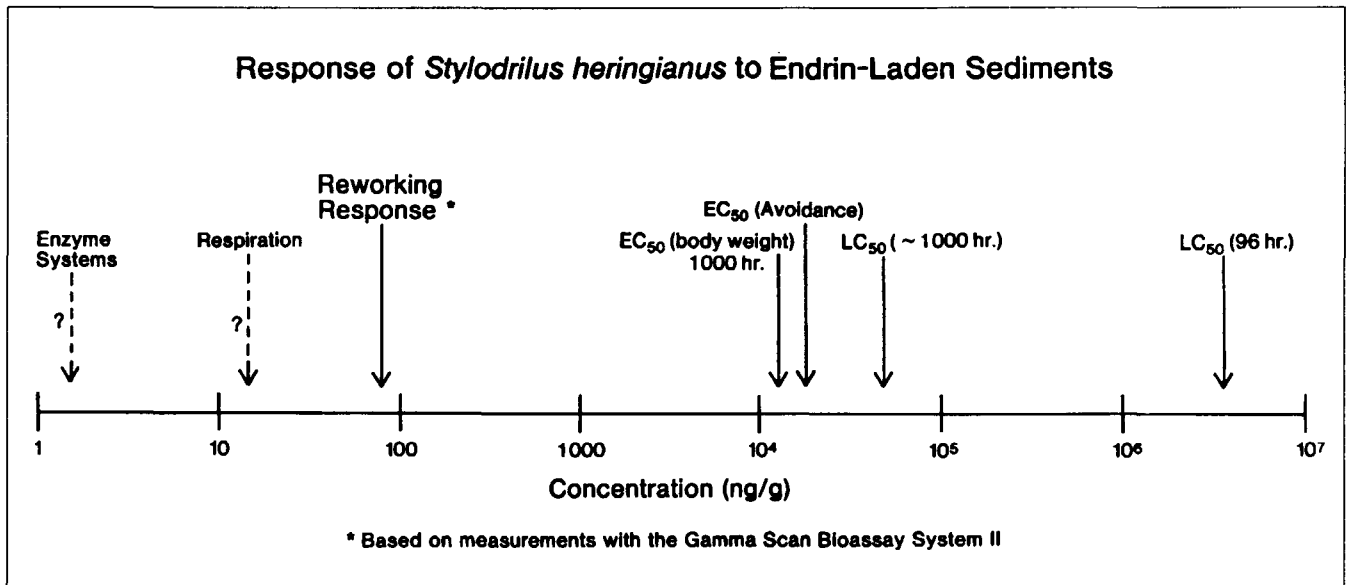 Response of Stylodrilus heringianus to Endrin-Laden Sediments
Reworking
Response *
Enzyme
Systems
Respiration
EC₅₀ (Avoidance)
EC₅₀ (body weight)
1000 hr.
LC₅₀ (~ 1000 hr.)
LC₅₀ (96 hr.)
?
?
1 10 100 1000 10⁴ 10⁵ 10⁶ 10⁷
Concentration (ng/g)
* Based on measurements with the Gamma Scan Bioassay System II